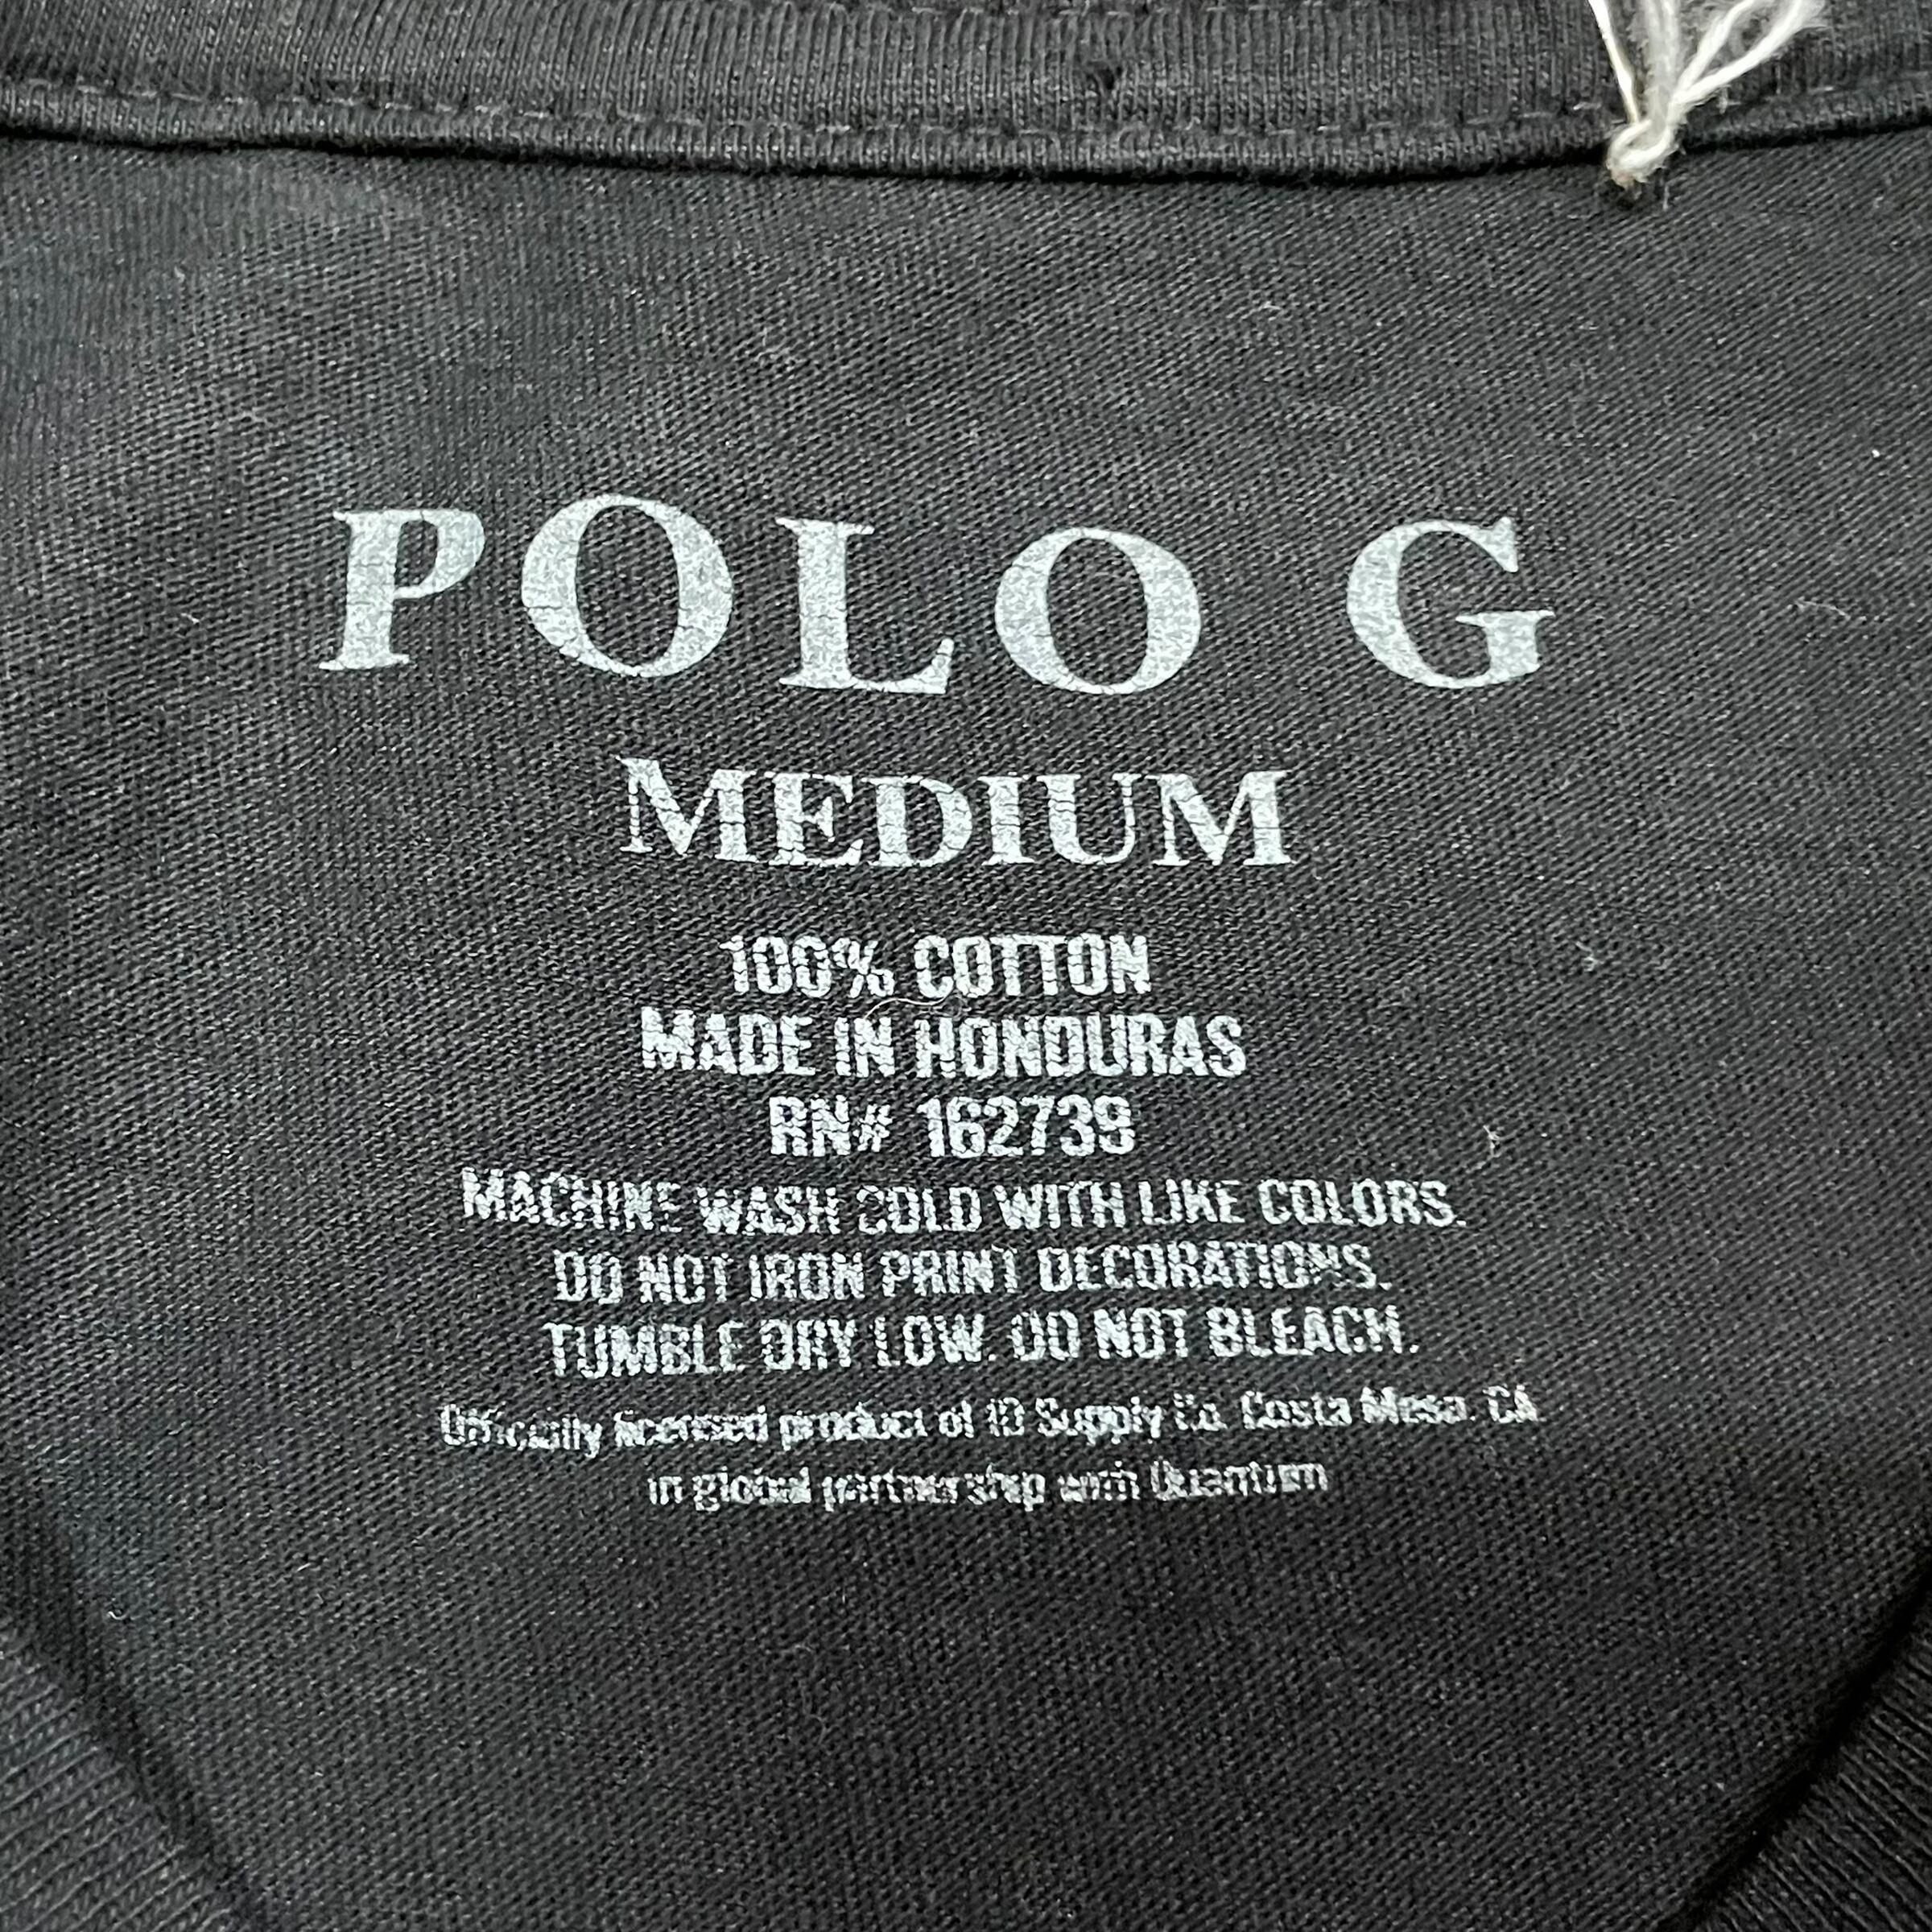 POLO G
MEDIUM
100% COTTON
MADE IN HONDURAS
RN# 162739
MACHINE WASH COLD WITH LIKE COLORS.
DO NOT IRON PRINT DECORATIONS.
TUMBLE DRY LOW. DO NOT BLEACH.
Officially licensed product of ID Supply Co. Costa Mesa. CA
in global partnership with Quantum